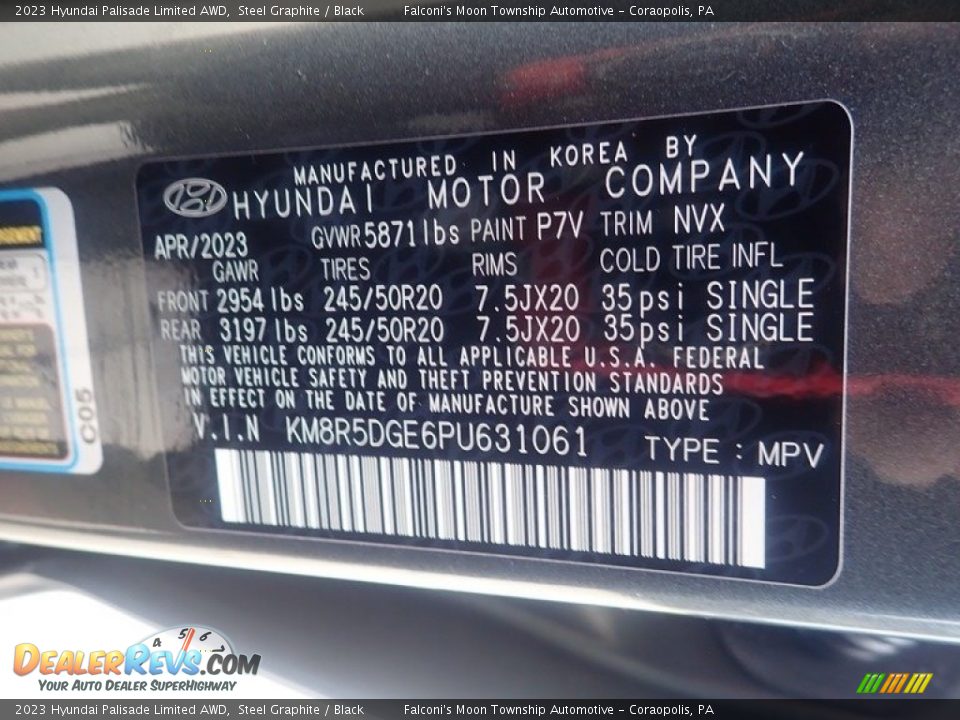 2023 Hyundai Palisade Limited AWD, Steel Graphite / Black Falconi's Moon Township Automotive - Coraopolis, PA
MANUFACTURED IN KOREA BY
HYUNDAI MOTOR COMPANY
APR/2023 GVWR 5871 lbs PAINT P7V TRIM NVX
GAWR TIRES RIMS COLD TIRE INFL
FRONT 2954 lbs 245/50R20 7.5JX20 35psi SINGLE
REAR 3197 lbs 245/50R20 7.5JX20 35psi SINGLE
THIS VEHICLE CONFORMS TO ALL APPLICABLE U.S.A. FEDERAL
MOTOR VEHICLE SAFETY AND THEFT PREVENTION STANDARDS
IN EFFECT ON THE DATE OF MANUFACTURE SHOWN ABOVE
V.I.N KM8R5DGE6PU631061 TYPE : MPV
C05
4 5 6
DEALERREVS.COM
YOUR AUTO DEALER SUPERHIGHWAY
2023 Hyundai Palisade Limited AWD, Steel Graphite / Black Falconi's Moon Township Automotive - Coraopolis, PA